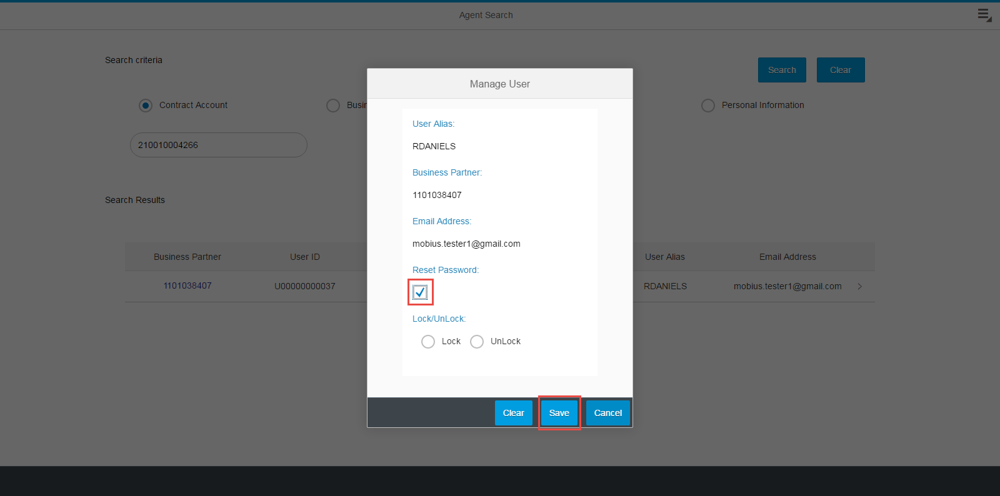 Agent Search
Search criteria
Search Clear
Contract Account Personal Information
210010004266
Search Results
Business Partner User ID User Alias Email Address
1101038407 U00000000037 RDANIELS mobius.tester1@gmail.com
Manage User
User Alias:
RDANIELS
Business Partner:
1101038407
Email Address:
mobius.tester1@gmail.com
Reset Password:
Lock/UnLock:
Lock UnLock
Clear Save Cancel